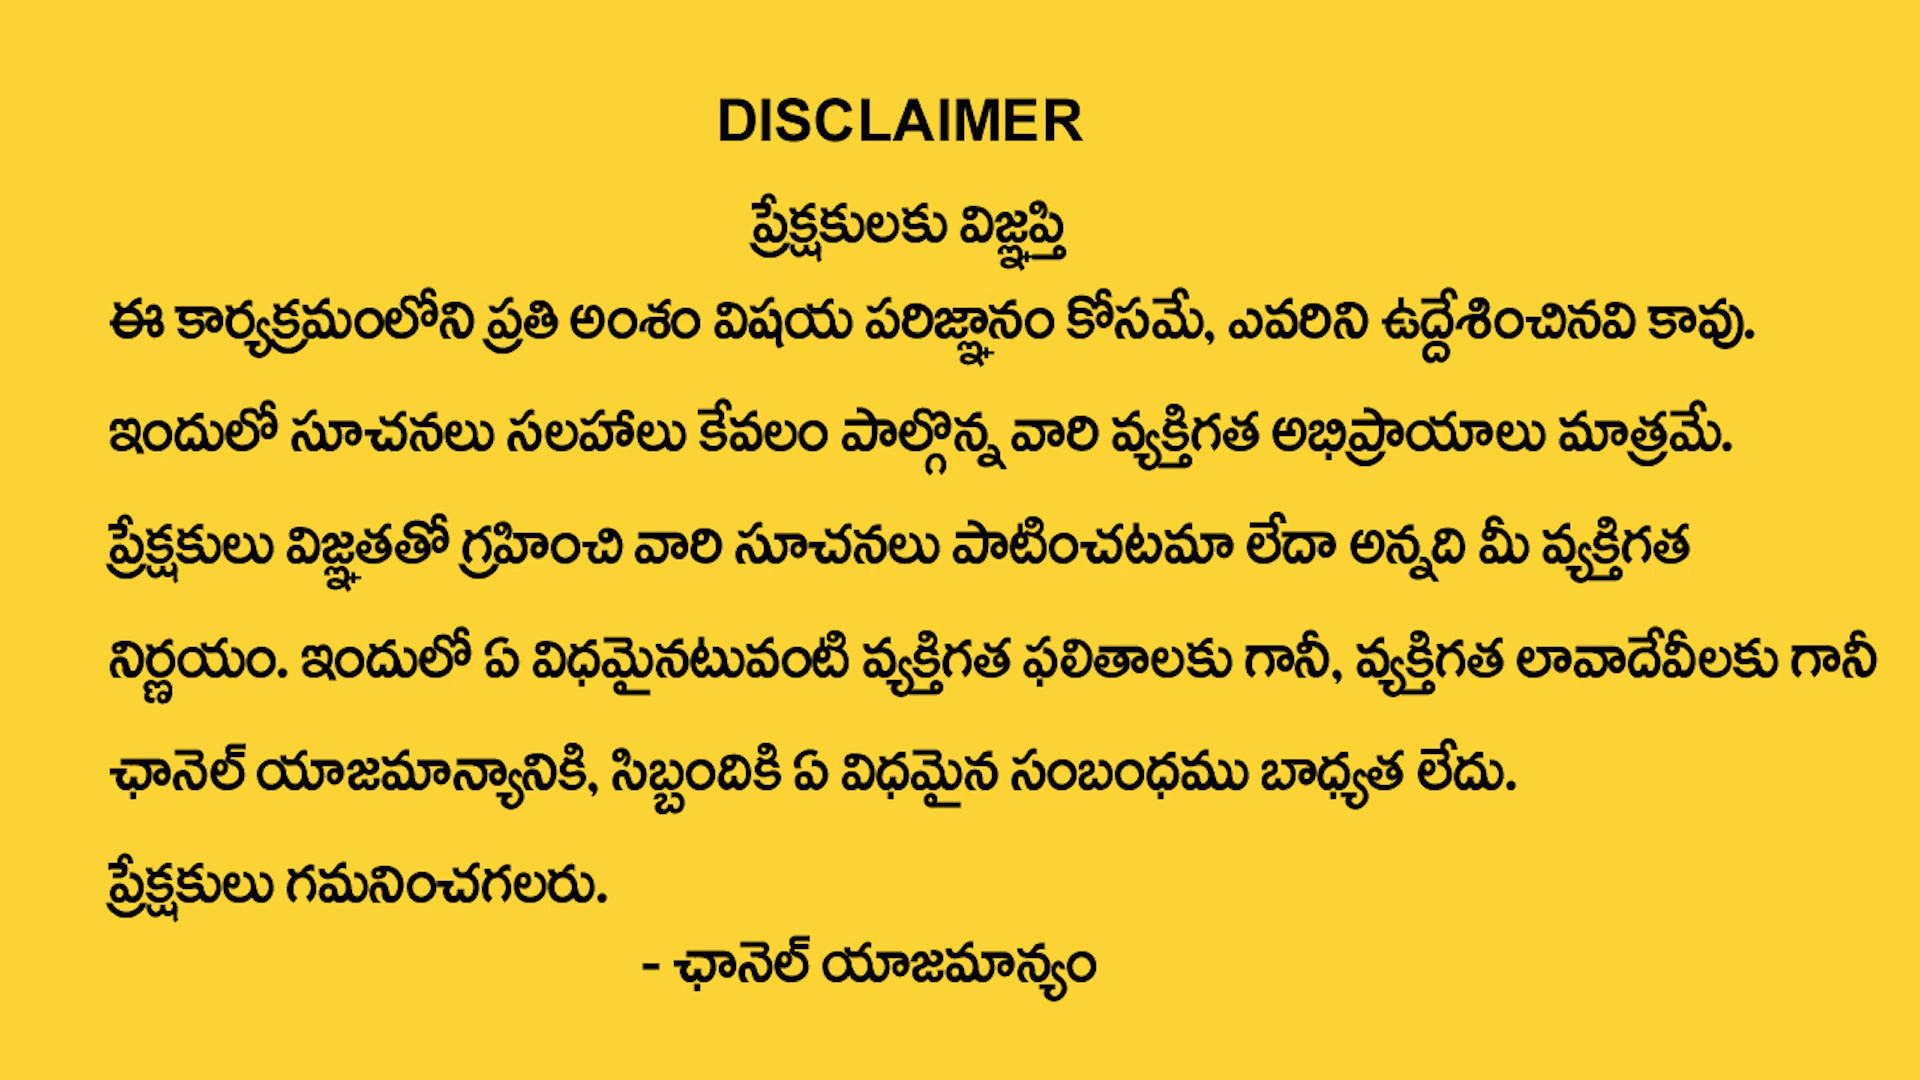 DISCLAIMER
ప్రేక్షకులకు విజ్ఞప్తి
ఈ కార్యక్రమంలోని ప్రతి అంశం విషయ పరిజ్ఞానం కోసమే, ఎవరిని ఉద్దేశించినవి కావు.
ఇందులో సూచనలు సలహాలు కేవలం పాల్గొన్న వారి వ్యక్తిగత అభిప్రాయాలు మాత్రమే.
ప్రేక్షకులు విజ్ఞతతో గ్రహించి వారి సూచనలు పాటించటమా లేదా అన్నది మీ వ్యక్తిగత
నిర్ణయం. ఇందులో ఏ విధమైనటువంటి వ్యక్తిగత ఫలితాలకు గానీ, వ్యక్తిగత లావాదేవీలకు గానీ
ఛానెల్ యాజమాన్యానికి, సిబ్బందికి ఏ విధమైన సంబంధము బాధ్యత లేదు.
ప్రేక్షకులు గమనించగలరు.
- ఛానెల్ యాజమాన్యం